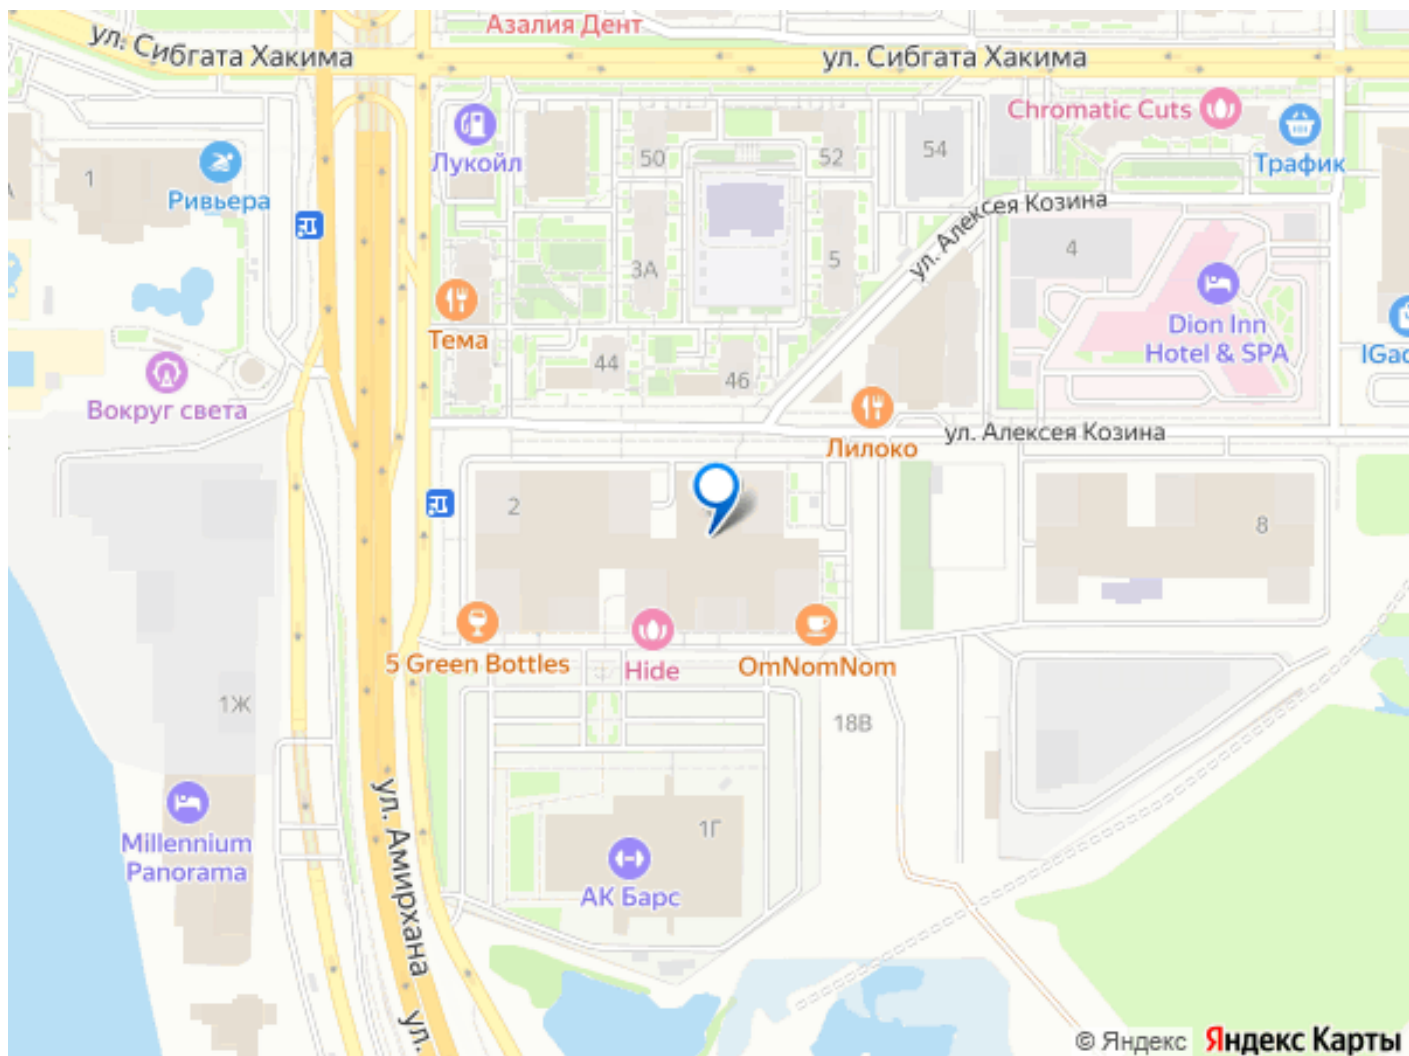 Азалия Дент
ул. Сибгата Хакима
ул. Сибгата Хакима
Chromatic Cuts
Лукойл
50
52
54
Трафик
1
Ривьера
ул. Алексея Козина
4
3А
5
Тема
Dion Inn
Hotel & SPA
44
46
Вокруг света
Лилоко
ул. Алексея Козина
2
8
5 Green Bottles
Hide
OmNomNom
1Ж
18В
ул. Амирхана
ул.
Millennium
Panorama
1Г
АК Барс
© Яндекс
Яндекс Карты